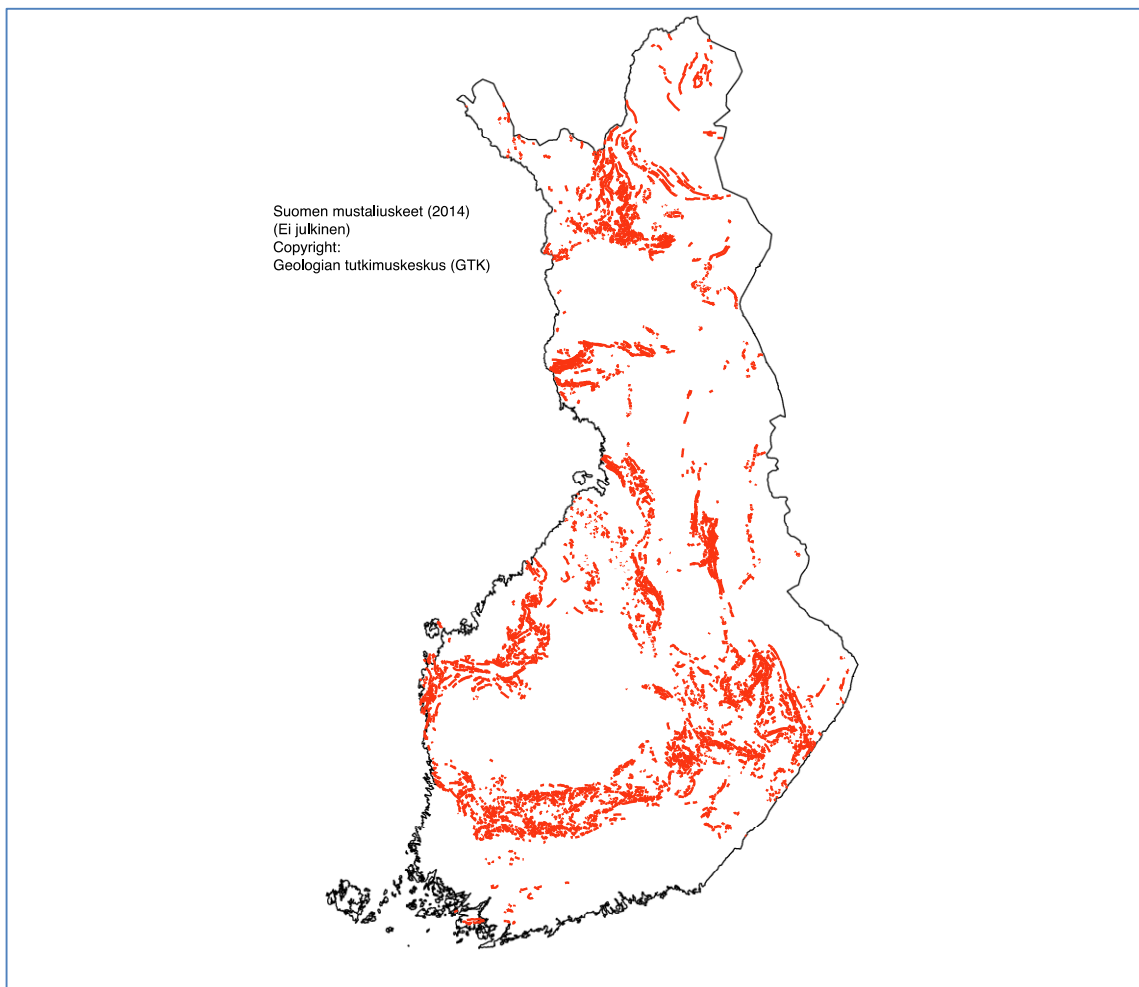 Suomen mustaliuskeet (2014)
(Ei julkinen)
Copyright:
Geologian tutkimuskeskus (GTK)